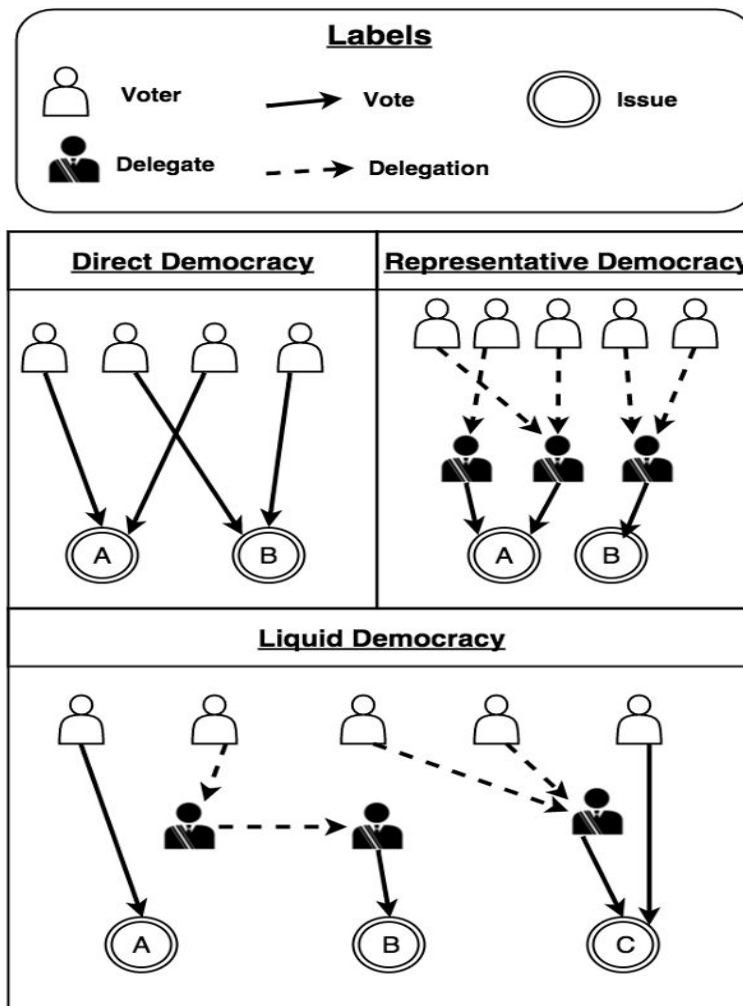 Labels
Voter
Vote
Issue
Delegate
Delegation
Direct Democracy
Representative Democracy
A
B
A
B
Liquid Democracy
A
B
C